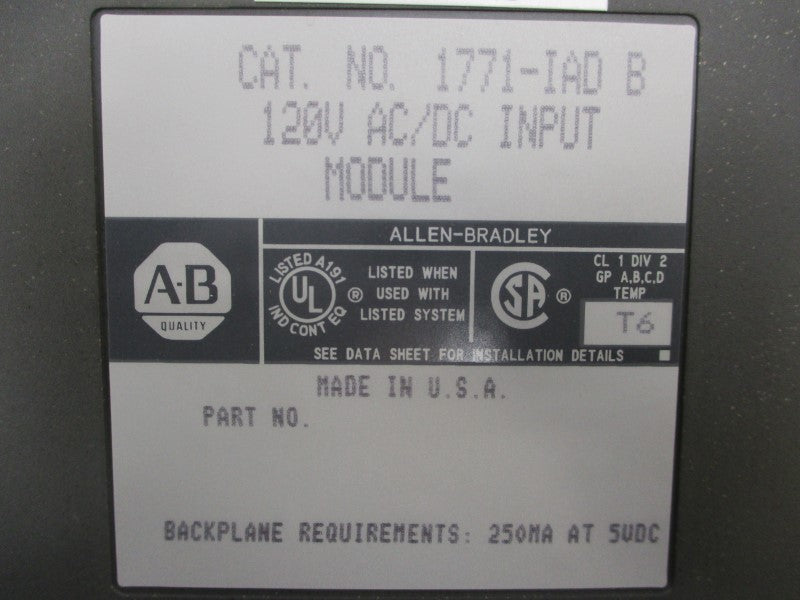 CAT. NO. 1771-IAD B
120V AC/DC INPUT
MODULE
ALLEN-BRADLEY
A·B
QUALITY
LISTED A191
UL
IND CONT EQ
®
LISTED WHEN
USED WITH
LISTED SYSTEM
CSA
®
CL 1 DIV 2
GP A,B,C,D
TEMP
T6
SEE DATA SHEET FOR INSTALLATION DETAILS
MADE IN U.S.A.
PART NO.
BACKPLANE REQUIREMENTS: 250MA AT 5VDC